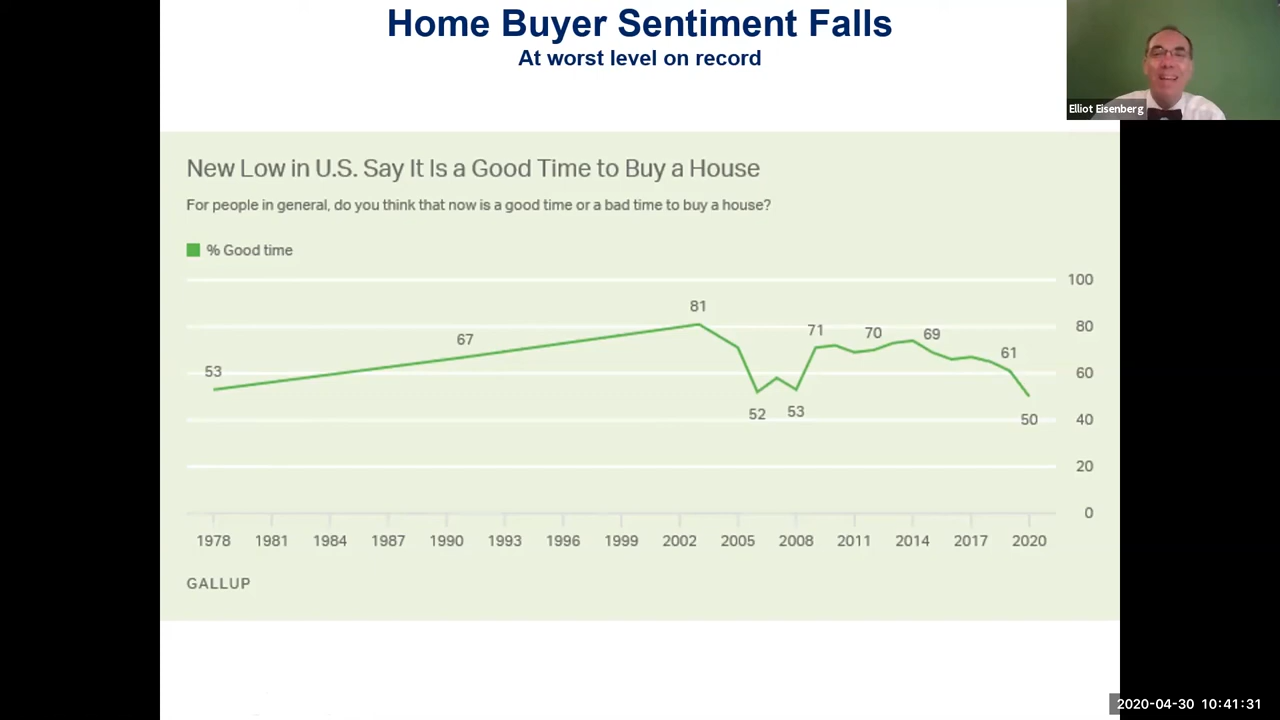 Home Buyer Sentiment Falls
At worst level on record
Elliot Eisenberg
New Low in U.S. Say It Is a Good Time to Buy a House
For people in general, do you think that now is a good time or a bad time to buy a house?
% Good time
100
81
71
70
69
80
67
61
53
60
52
53
50
40
20
0
1978 1981 1984 1987 1990 1993 1996 1999 2002 2005 2008 2011 2014 2017 2020
GALLUP
2020-04-30 10:41:31